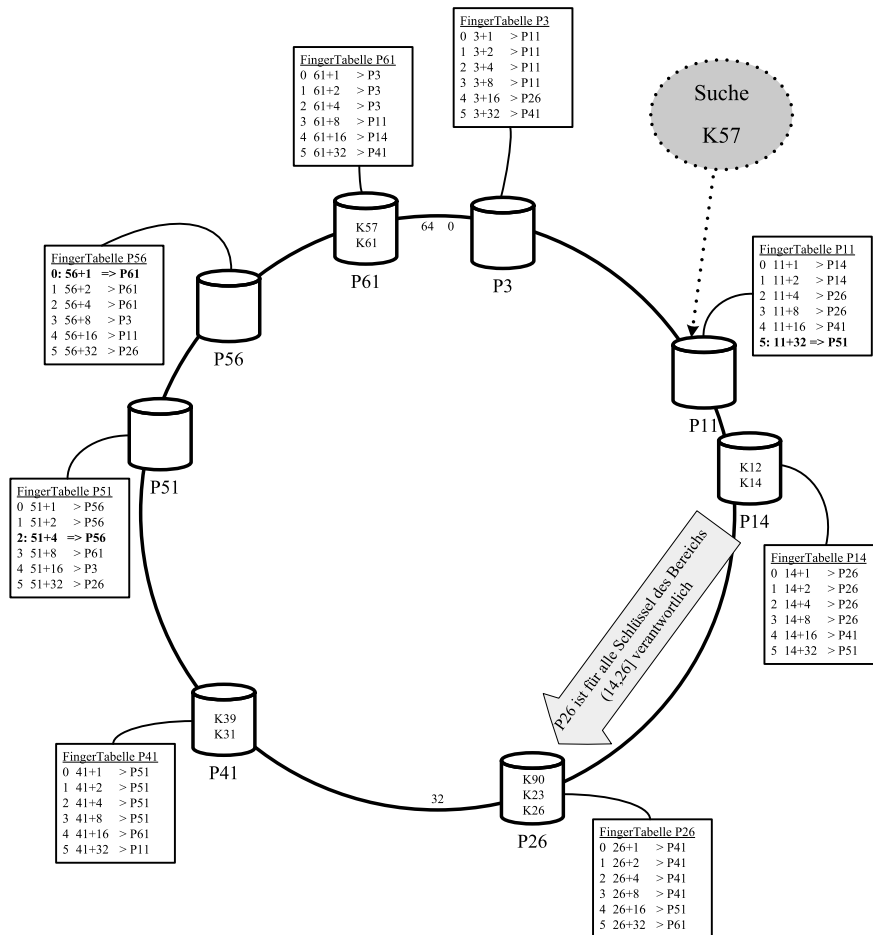 FingerTabelle P3
0 3+1 > P11
1 3+2 > P11
2 3+4 > P11
3 3+8 > P11
4 3+16 > P26
5 3+32 > P41
FingerTabelle P61
0 61+1 > P3
1 61+2 > P3
2 61+4 > P3
3 61+8 > P11
4 61+16 > P14
5 61+32 > P41
Suche
K57
K57
K61
P61
64 0
P3
FingerTabelle P56
0: 56+1 => P61
1 56+2 > P61
2 56+4 > P61
3 56+8 > P3
4 56+16 > P11
5 56+32 > P26
P56
FingerTabelle P11
0 11+1 > P14
1 11+2 > P14
2 11+4 > P26
3 11+8 > P26
4 11+16 > P41
5: 11+32 => P51
P11
P51
K12
K14
P14
FingerTabelle P51
0 51+1 > P56
1 51+2 > P56
2: 51+4 => P56
3 51+8 > P61
4 51+16 > P3
5 51+32 > P26
FingerTabelle P14
0 14+1 > P26
1 14+2 > P26
2 14+4 > P26
3 14+8 > P26
4 14+16 > P41
5 14+32 > P51
P26 ist für alle Schlüssel des Bereichs
(14,26] verantwortlich
K39
K31
P41
FingerTabelle P41
0 41+1 > P51
1 41+2 > P51
2 41+4 > P51
3 41+8 > P51
4 41+16 > P61
5 41+32 > P11
32
K90
K23
K26
P26
FingerTabelle P26
0 26+1 > P41
1 26+2 > P41
2 26+4 > P41
3 26+8 > P41
4 26+16 > P51
5 26+32 > P61